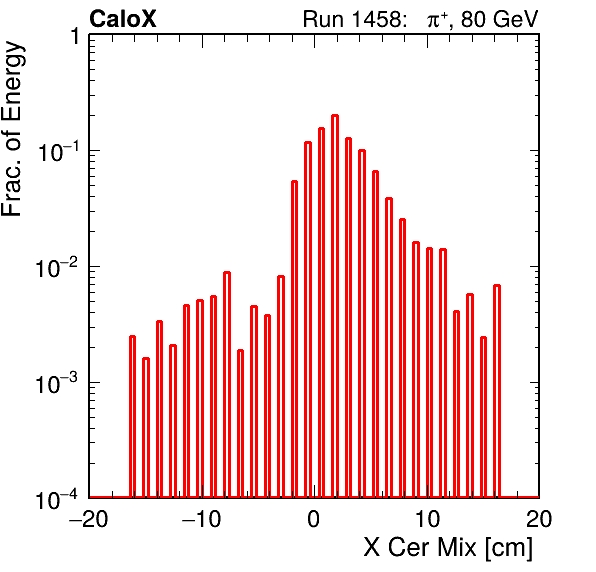 CaloX Run 1458: π⁺, 80 GeV
Frac. of Energy
1
10⁻¹
10⁻²
10⁻³
10⁻⁴
−20 −10 0 10 20
X Cer Mix [cm]